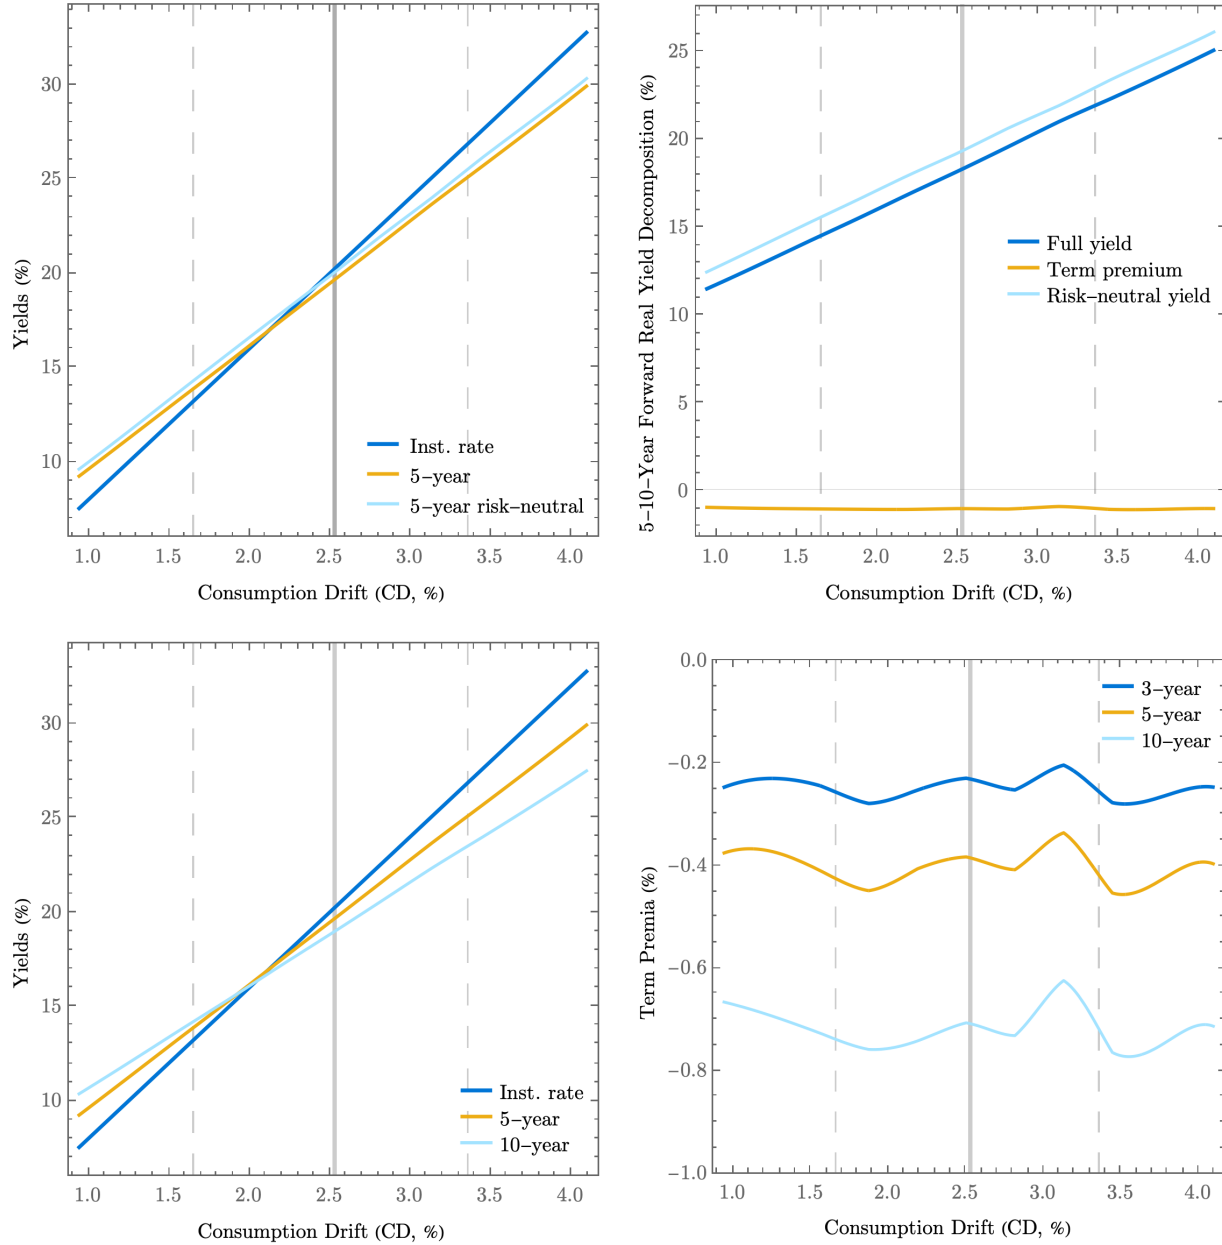 Yields (%)
30
25
20
15
10
1.0 1.5 2.0 2.5 3.0 3.5 4.0
Consumption Drift (CD, %)
Inst. rate
5–year
5–year risk–neutral
5–10–Year Forward Real Yield Decomposition (%)
25
20
15
10
5
0
1.0 1.5 2.0 2.5 3.0 3.5 4.0
Consumption Drift (CD, %)
Full yield
Term premium
Risk–neutral yield
Yields (%)
30
25
20
15
10
1.0 1.5 2.0 2.5 3.0 3.5 4.0
Consumption Drift (CD, %)
Inst. rate
5–year
10–year
Term Premia (%)
0.0
−0.2
−0.4
−0.6
−0.8
−1.0
1.0 1.5 2.0 2.5 3.0 3.5 4.0
Consumption Drift (CD, %)
3–year
5–year
10–year